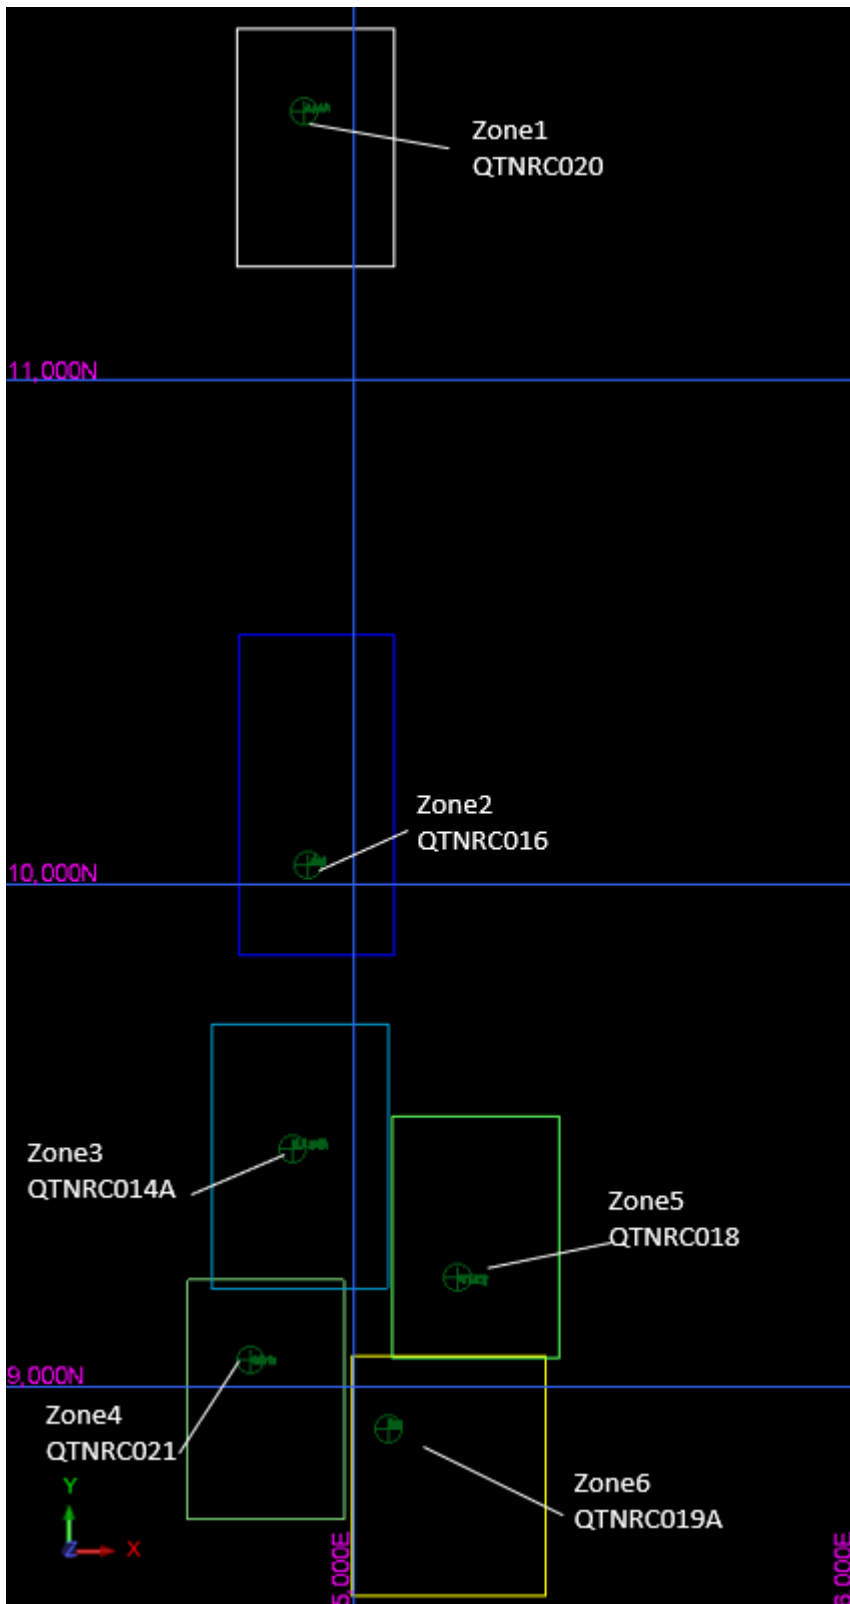 Zone1
QTNRC020
11,000N
Zone2
QTNRC016
10,000N
Zone3
QTNRC014A
Zone5
QTNRC018
9,000N
Zone4
QTNRC021
Zone6
QTNRC019A
Y
Z
X